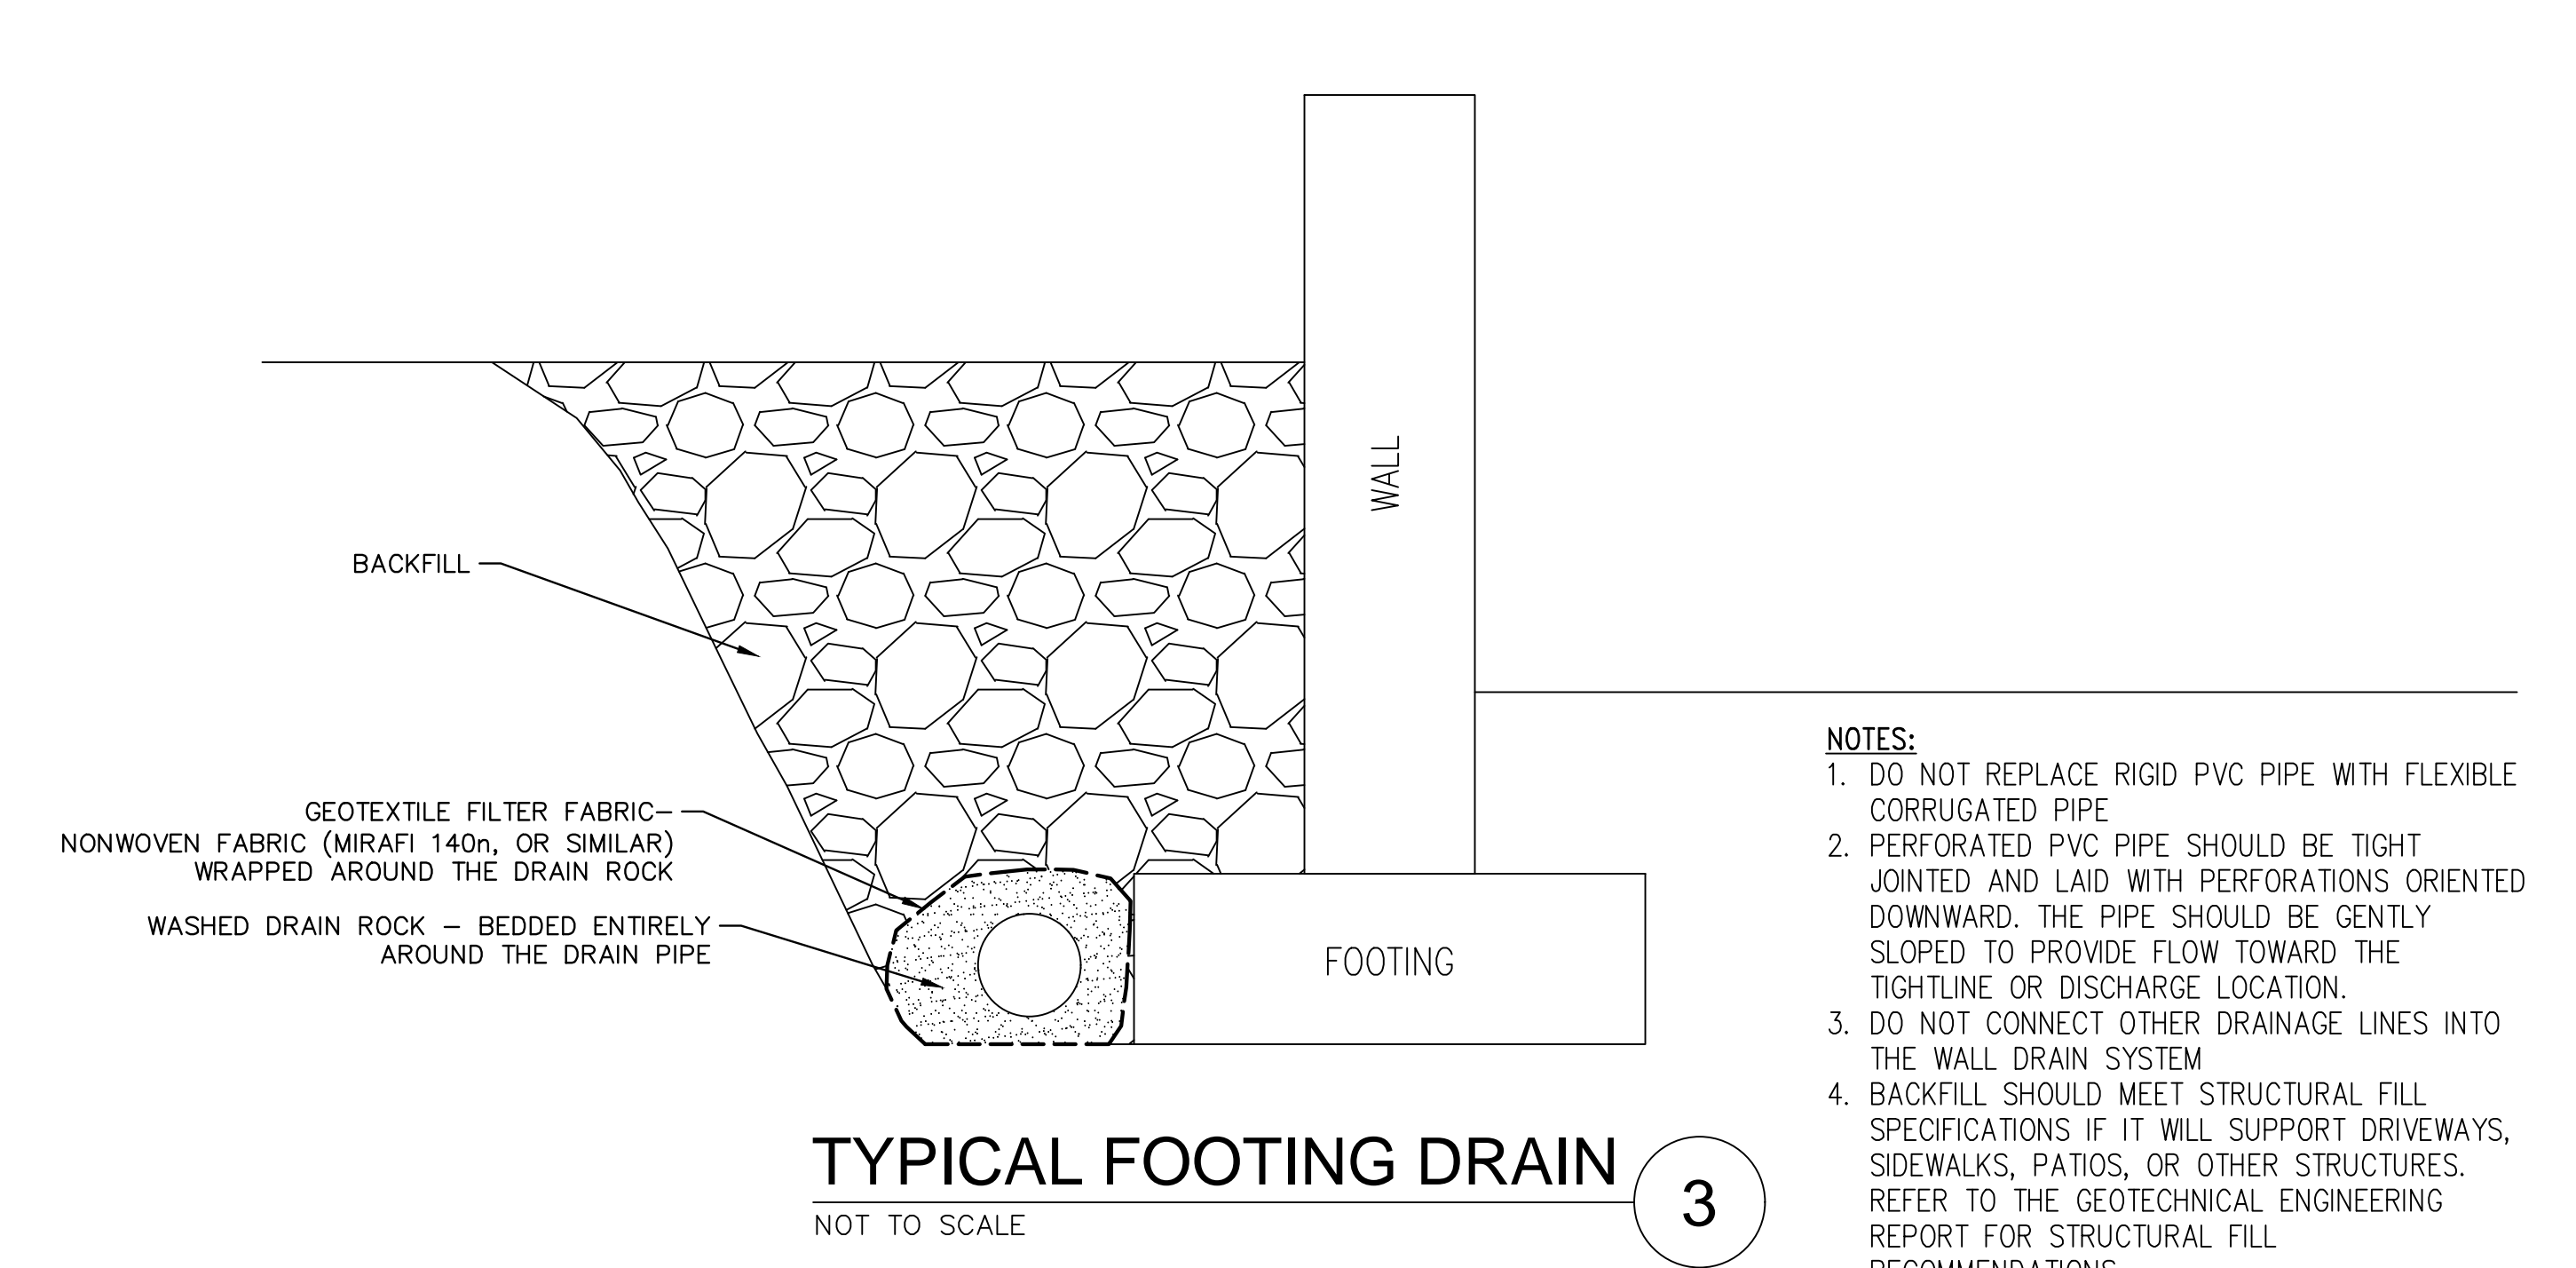 WALL
BACKFILL
GEOTEXTILE FILTER FABRIC–
NONWOVEN FABRIC (MIRAFI 140n, OR SIMILAR)
WRAPPED AROUND THE DRAIN ROCK
WASHED DRAIN ROCK – BEDDED ENTIRELY
AROUND THE DRAIN PIPE
FOOTING
NOTES:
1. DO NOT REPLACE RIGID PVC PIPE WITH FLEXIBLE
CORRUGATED PIPE
2. PERFORATED PVC PIPE SHOULD BE TIGHT
JOINTED AND LAID WITH PERFORATIONS ORIENTED
DOWNWARD. THE PIPE SHOULD BE GENTLY
SLOPED TO PROVIDE FLOW TOWARD THE
TIGHTLINE OR DISCHARGE LOCATION.
3. DO NOT CONNECT OTHER DRAINAGE LINES INTO
THE WALL DRAIN SYSTEM
4. BACKFILL SHOULD MEET STRUCTURAL FILL
SPECIFICATIONS IF IT WILL SUPPORT DRIVEWAYS,
SIDEWALKS, PATIOS, OR OTHER STRUCTURES.
REFER TO THE GEOTECHNICAL ENGINEERING
REPORT FOR STRUCTURAL FILL
RECOMMENDATIONS
TYPICAL FOOTING DRAIN
3
NOT TO SCALE